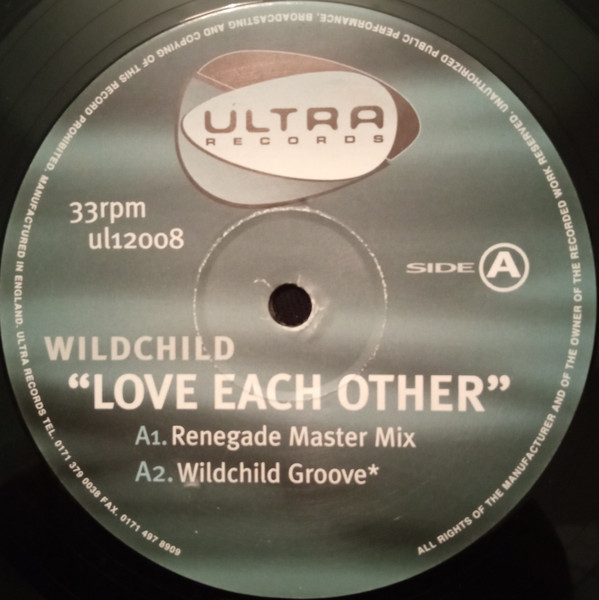 ULTRA
RECORDS
33rpm
ul12008
SIDE A
WILDCHILD
“LOVE EACH OTHER”
A1. Renegade Master Mix
A2. Wildchild Groove*
ALL RIGHTS OF THE MANUFACTURER AND OF THE OWNER OF THE RECORDED WORK RESERVED. UNAUTHORIZED PUBLIC PERFORMANCE, BROADCASTING AND COPYING OF THIS RECORD PROHIBITED. MANUFACTURED IN ENGLAND. ULTRA RECORDS TEL. 0171 379 0038 FAX. 0171 497 8909